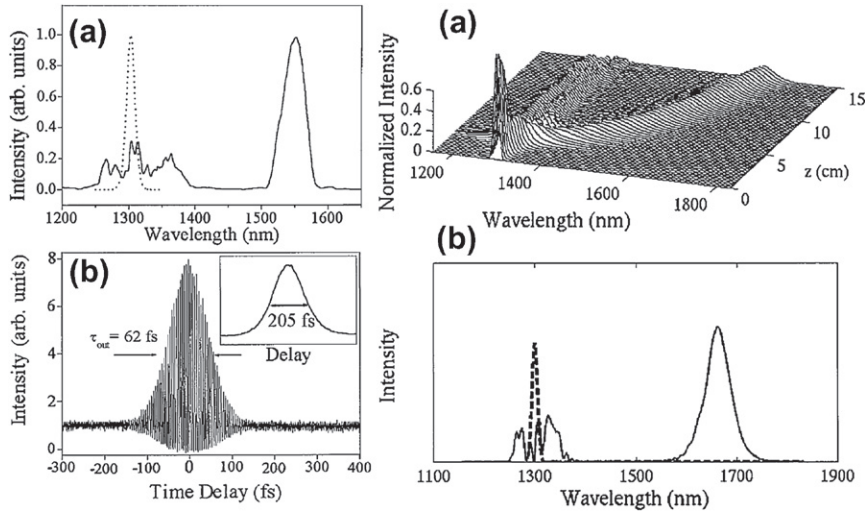 (a)
Intensity (arb. units)
1.0
0.8
0.6
0.4
0.2
0.0
1200 1300 1400 1500 1600
Wavelength (nm)
(b)
Intensity (arb. units)
8
6
4
2
0
τout = 62 fs
205 fs
Delay
-300 -200 -100 0 100 200 300 400
Time Delay (fs)
(a)
Normalized Intensity
0.6
0.4
0.2
0
1200
1400
1600
1800
Wavelength (nm)
0
5
10
15
z (cm)
(b)
Intensity
1100 1300 1500 1700 1900
Wavelength (nm)